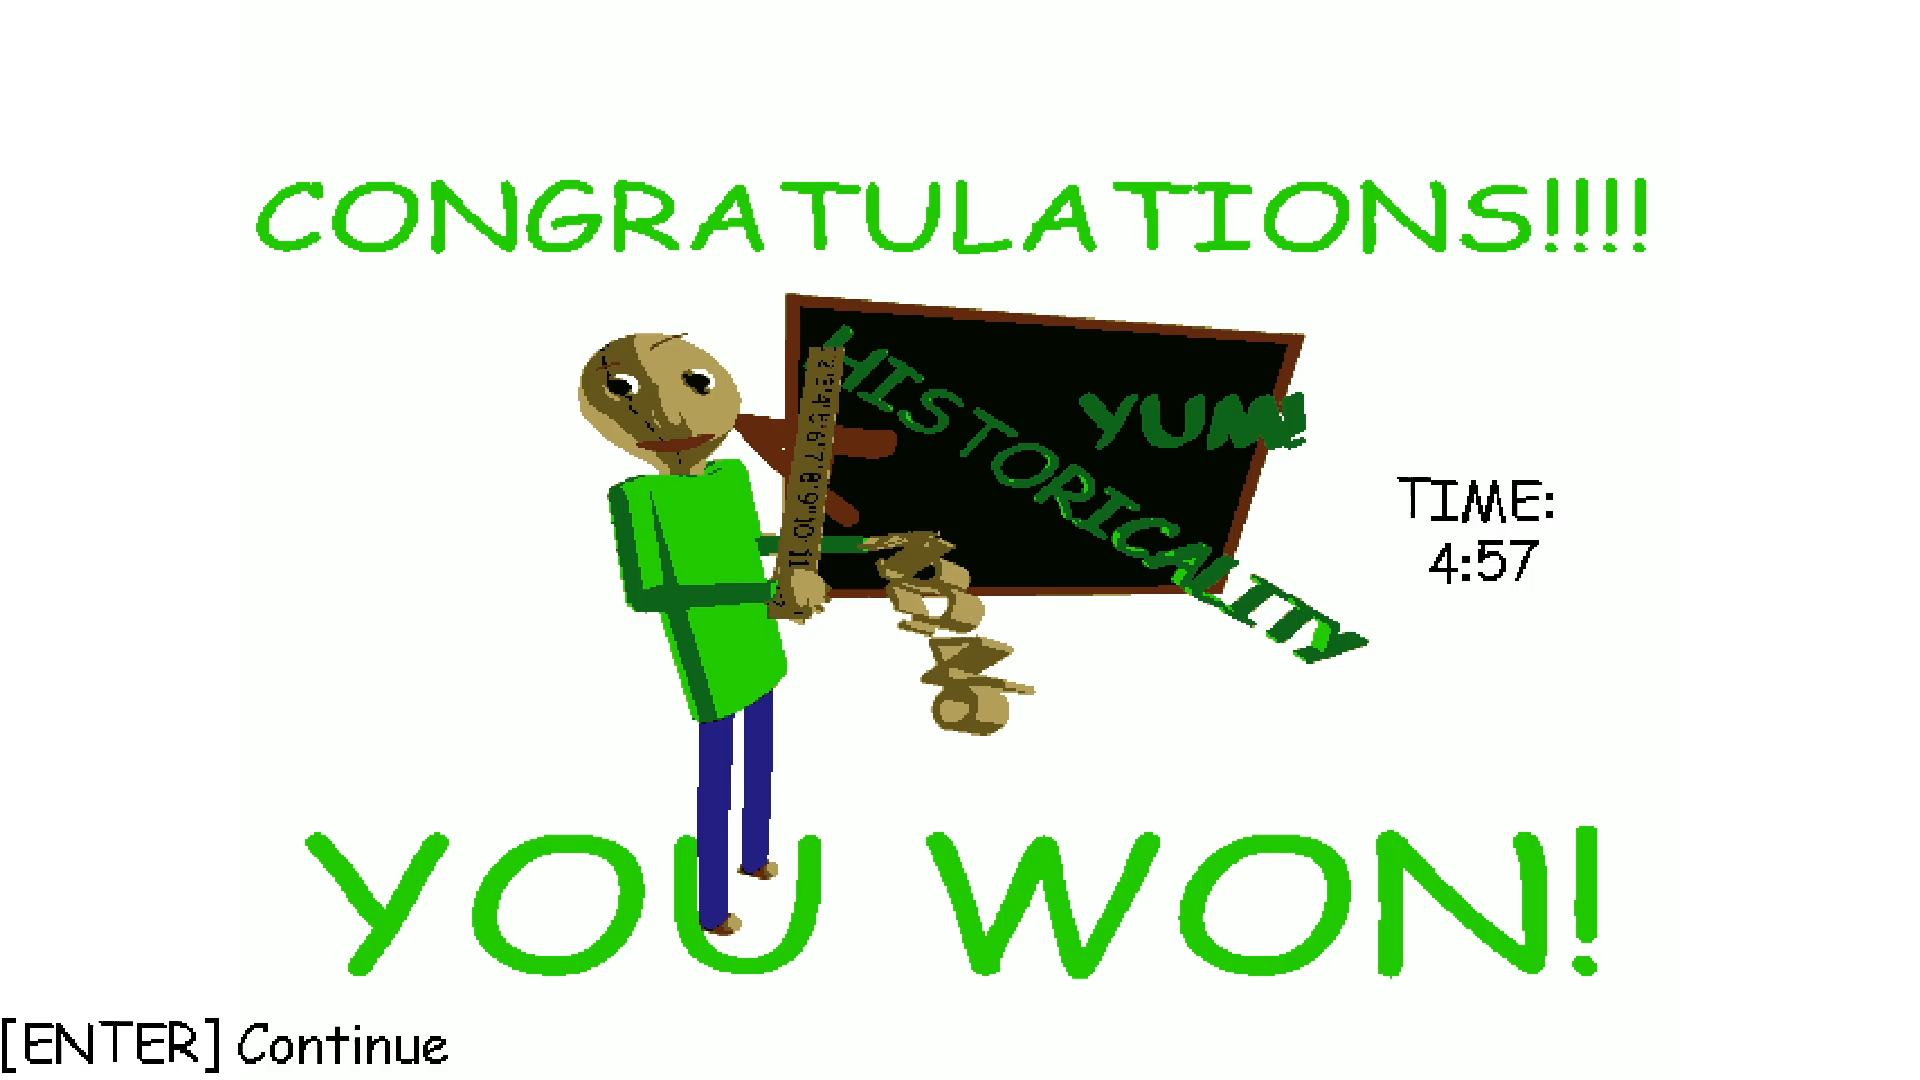 CONGRATULATIONS!!!!
HISTORICALITY
YUM!
TIME:
4:57
YOU WON!
[ENTER] Continue